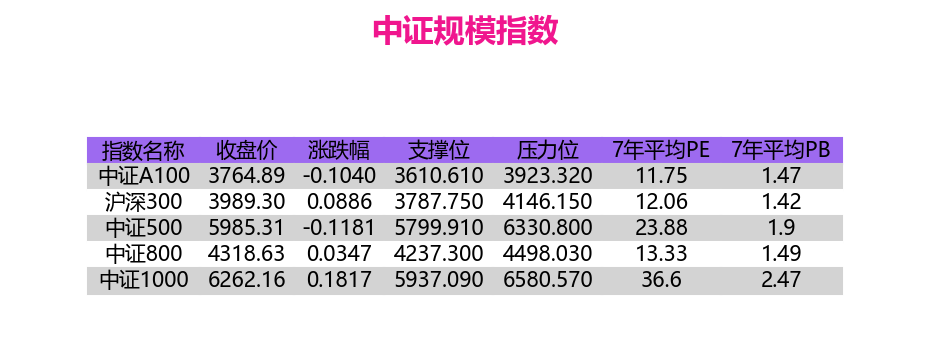 中证规模指数
指数名称 收盘价 涨跌幅 支撑位 压力位 7年平均PE 7年平均PB
中证A100 3764.89 -0.1040 3610.610 3923.320 11.75 1.47
沪深300 3989.30 0.0886 3787.750 4146.150 12.06 1.42
中证500 5985.31 -0.1181 5799.910 6330.800 23.88 1.9
中证800 4318.63 0.0347 4237.300 4498.030 13.33 1.49
中证1000 6262.16 0.1817 5937.090 6580.570 36.6 2.47